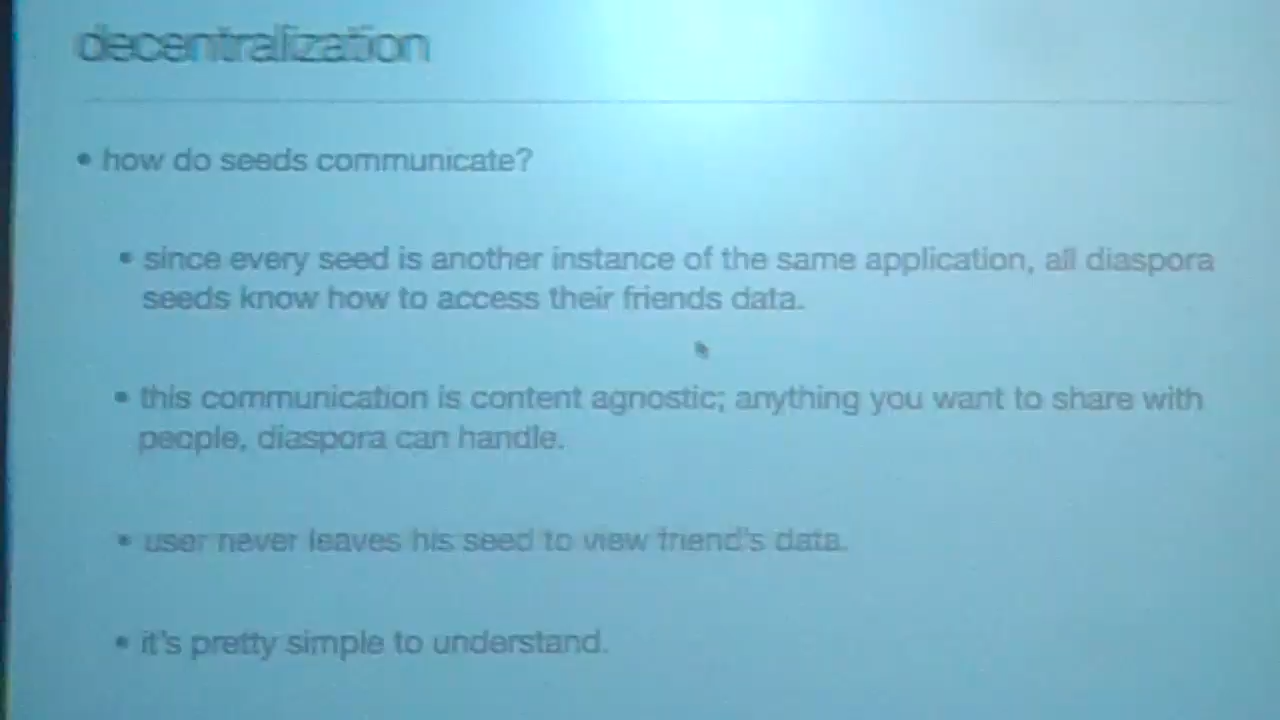 decentralization
• how do seeds communicate?
• since every seed is another instance of the same application, all diaspora
seeds know how to access their friends data.
• this communication is content agnostic; anything you want to share with
people, diaspora can handle.
• user never leaves his seed to view friend's data.
• it's pretty simple to understand.